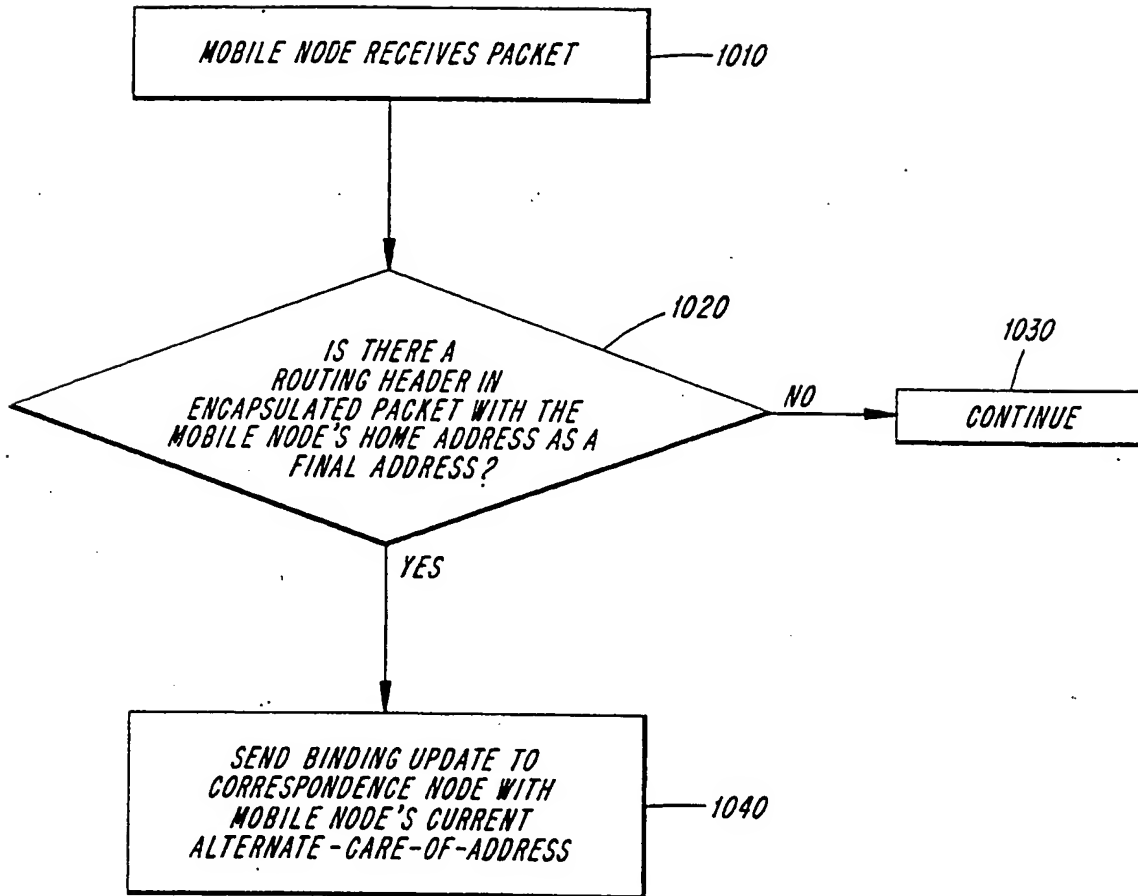 MOBILE NODE RECEIVES PACKET
1010
1020
IS THERE A
ROUTING HEADER IN
ENCAPSULATED PACKET WITH THE
MOBILE NODE'S HOME ADDRESS AS A
FINAL ADDRESS?
NO
1030
CONTINUE
YES
SEND BINDING UPDATE TO
CORRESPONDENCE NODE WITH
MOBILE NODE'S CURRENT
ALTERNATE-CARE-OF-ADDRESS
1040